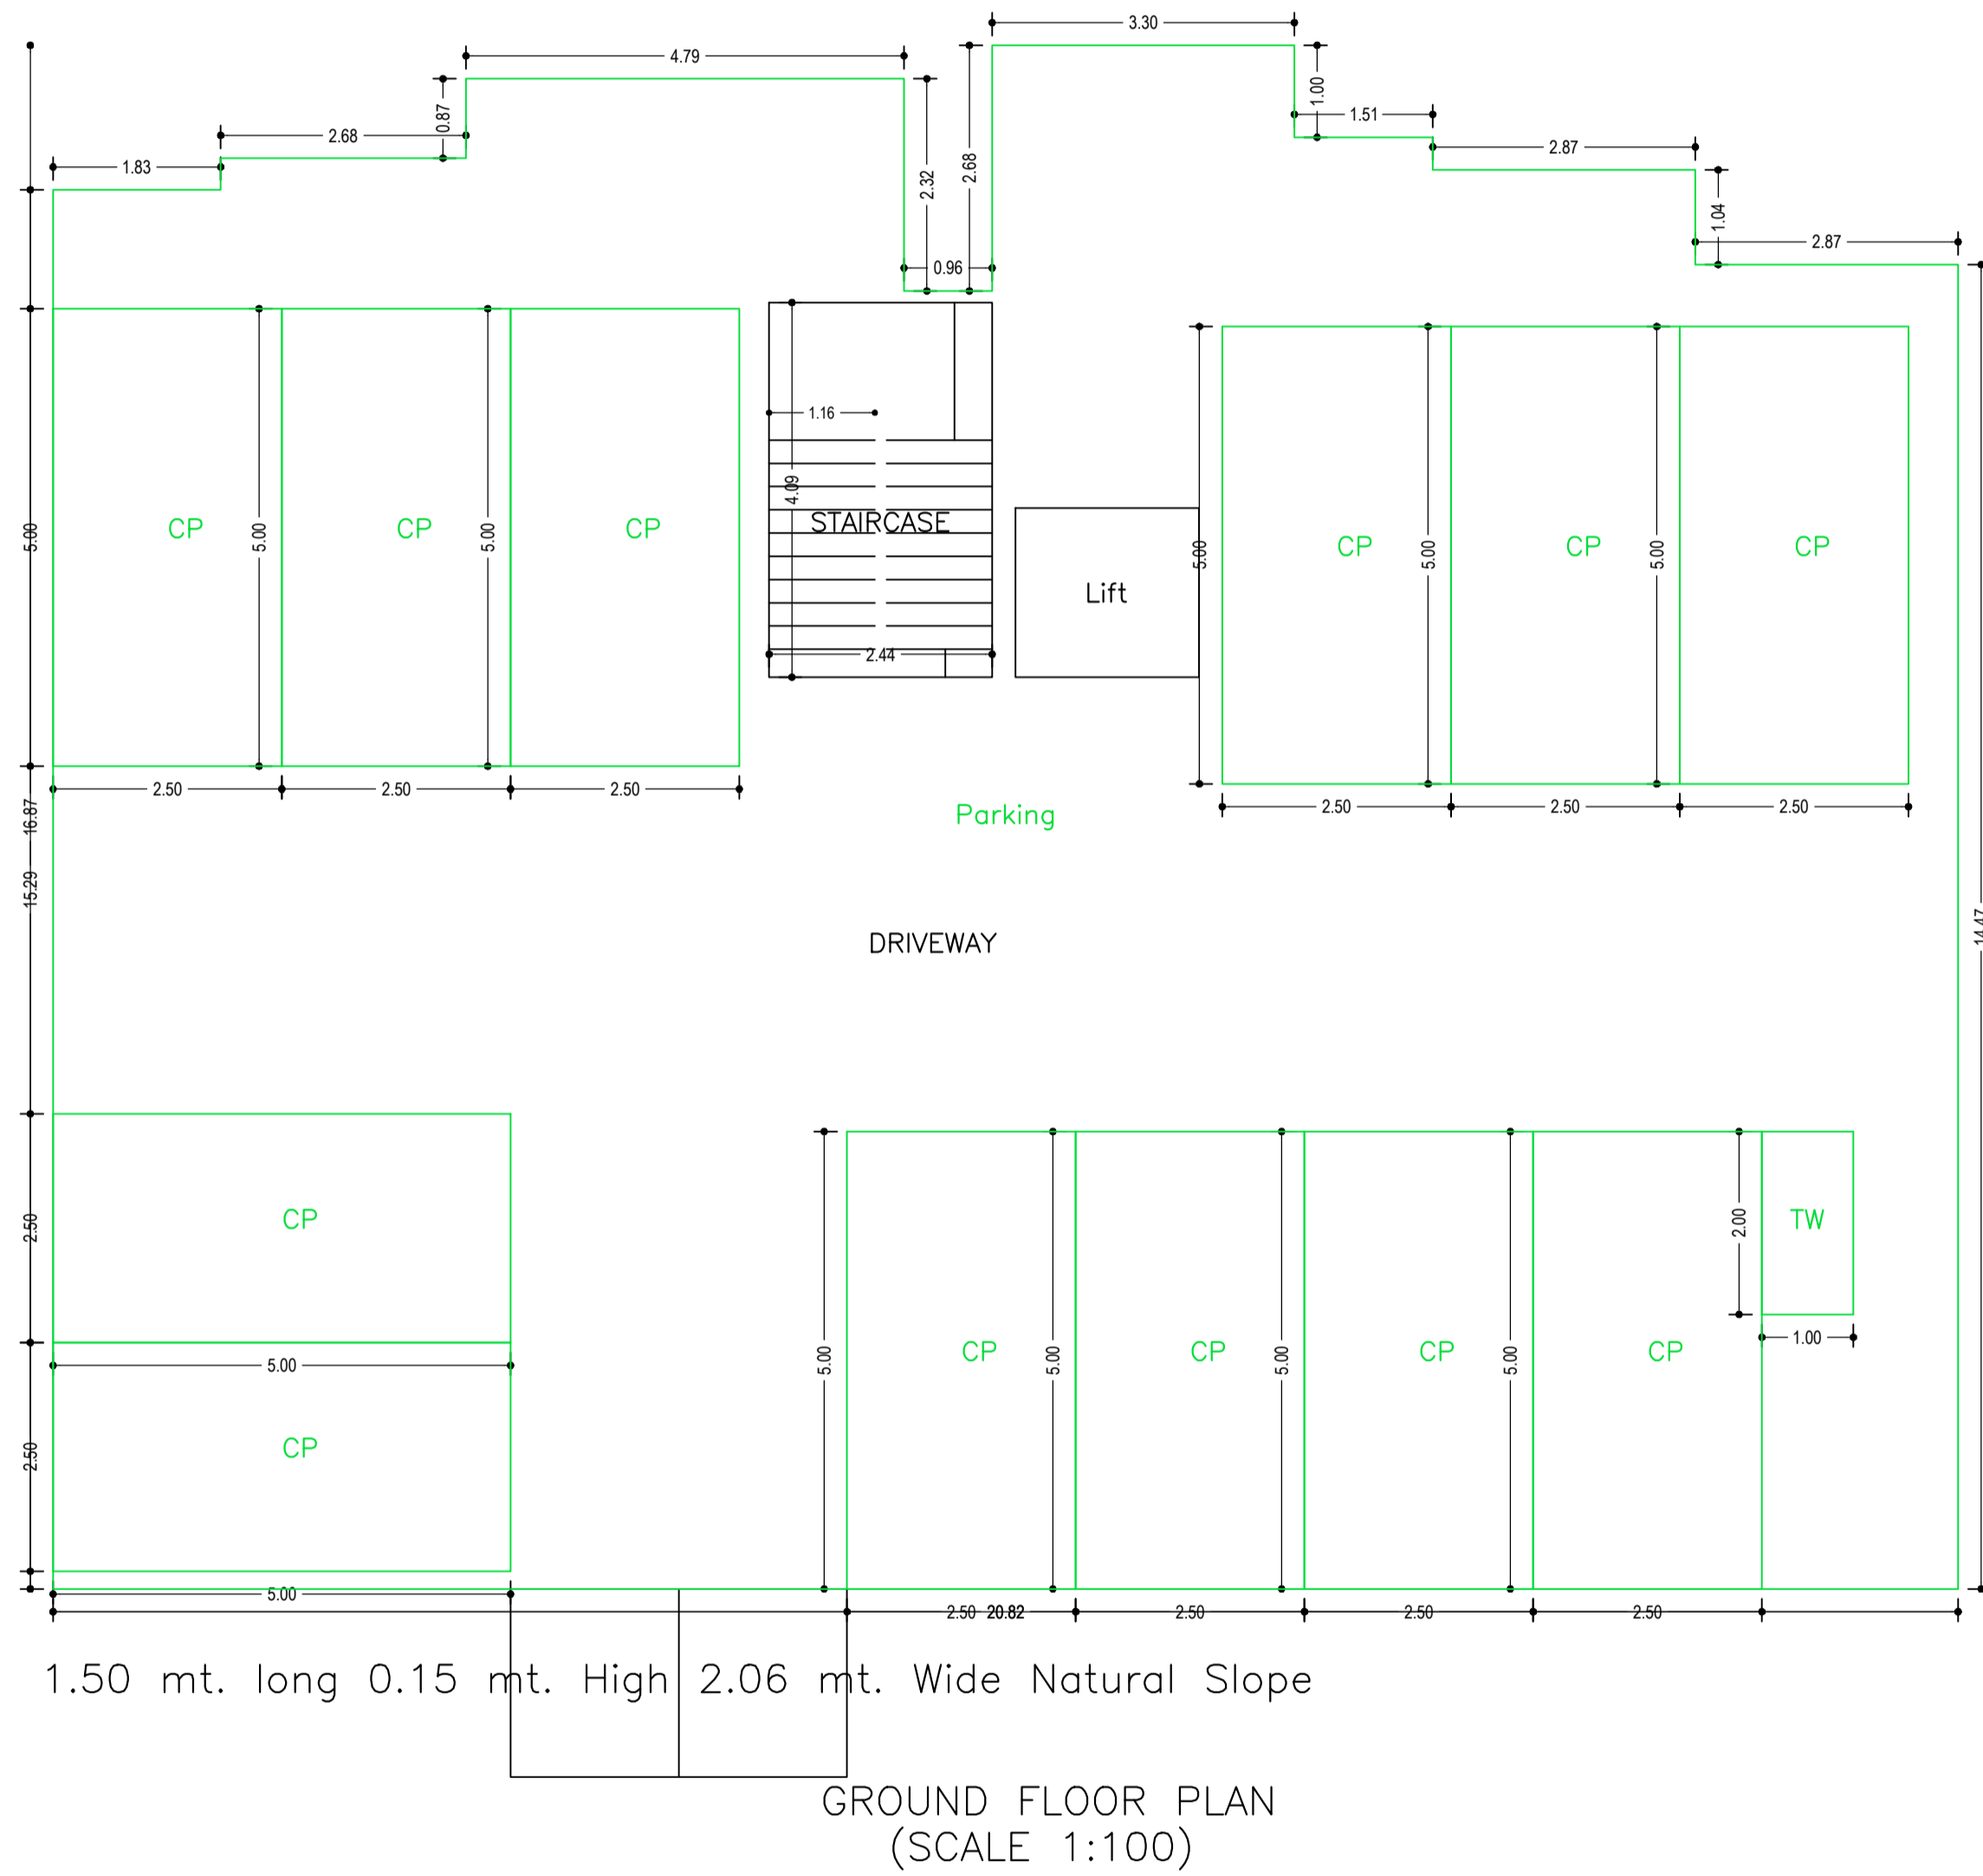 3.30
4.79
1.00
0.87
1.51
2.68
2.87
1.83
2.68
2.32
1.04
2.87
0.96
1.16
4.09
STAIRCASE
5.00
CP
5.00
CP
5.00
CP
5.00
CP
5.00
CP
5.00
CP
Lift
2.44
2.50
2.50
2.50
2.50
2.50
2.50
16.87
Parking
15.29
DRIVEWAY
14.47
2.50
CP
2.00
TW
5.00
CP
5.00
CP
5.00
CP
5.00
CP
1.00
5.00
2.50
CP
5.00
2.50
20.82
2.50
2.50
2.50
1.50 mt. long 0.15 mt. High 2.06 mt. Wide Natural Slope
GROUND FLOOR PLAN
(SCALE 1:100)